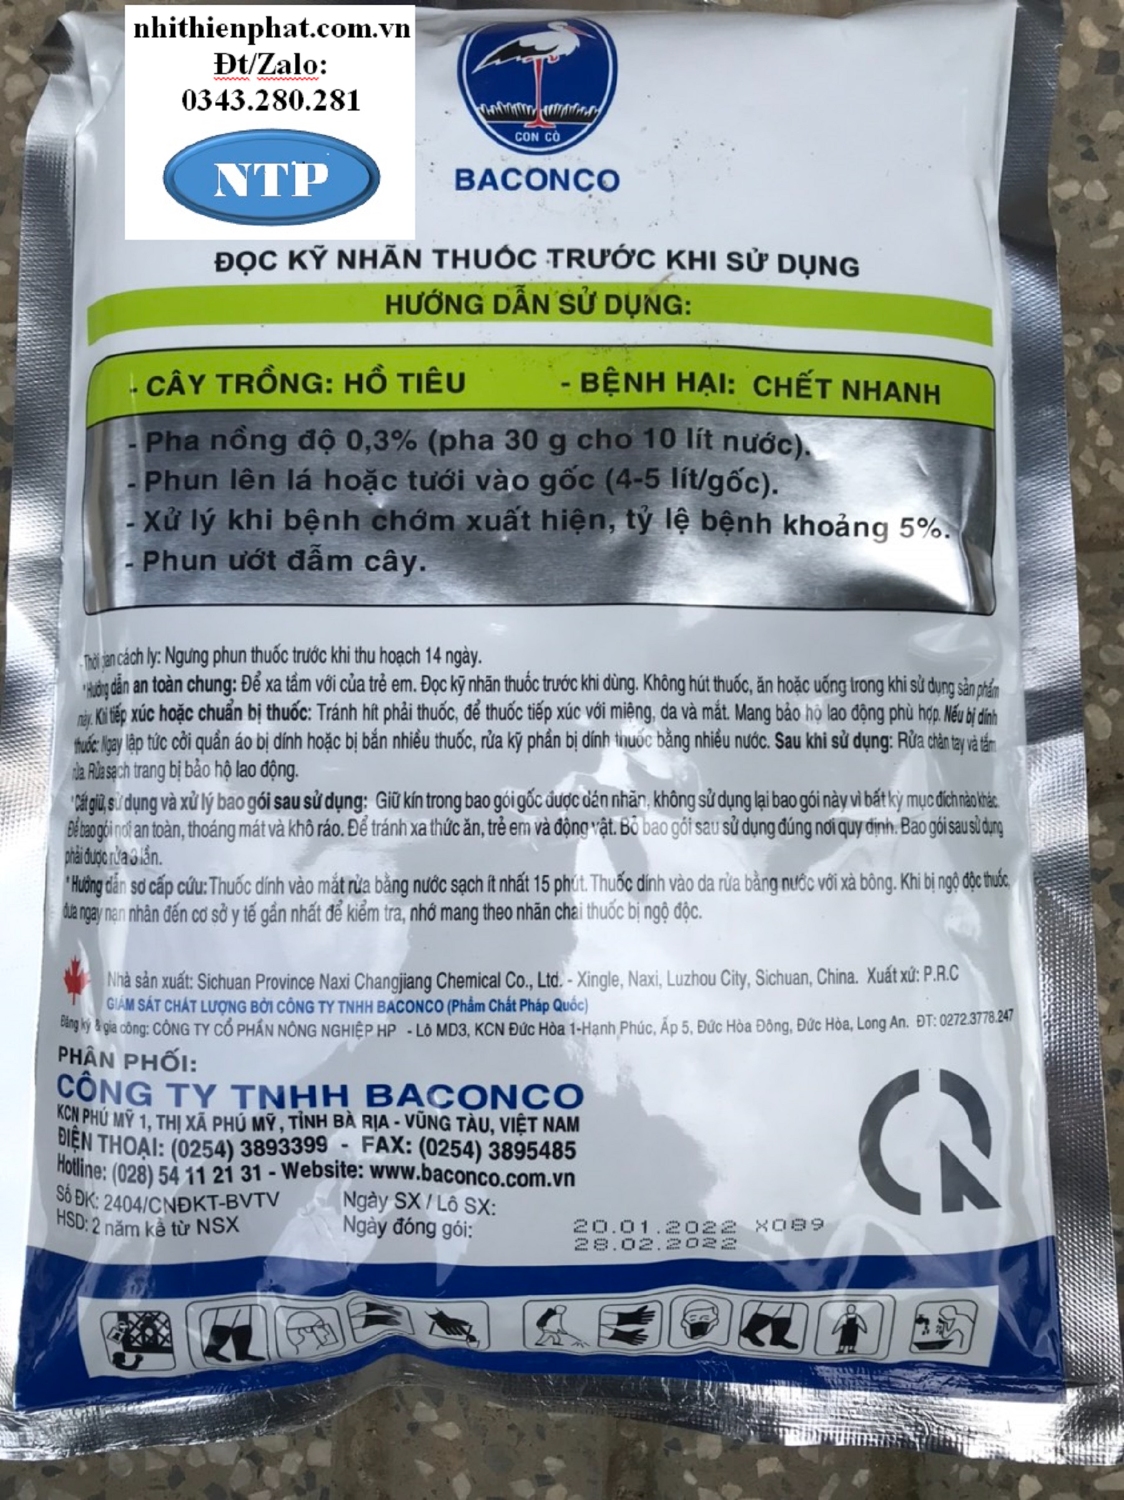 nhithienphat.com.vn
Đt/Zalo:
0343.280.281
NTP
CON CÒ
BACONCO
ĐỌC KỸ NHÃN THUỐC TRƯỚC KHI SỬ DỤNG
HƯỚNG DẪN SỬ DỤNG:
- CÂY TRỒNG: HỒ TIÊU - BỆNH HẠI: CHẾT NHANH
- Pha nồng độ 0,3% (pha 30 g cho 10 lít nước).
- Phun lên lá hoặc tưới vào gốc (4-5 lít/gốc).
- Xử lý khi bệnh chớm xuất hiện, tỷ lệ bệnh khoảng 5%.
- Phun ướt đẫm cây.
- Thời gian cách ly: Ngưng phun thuốc trước khi thu hoạch 14 ngày.
*Hướng dẫn an toàn chung: Để xa tầm với của trẻ em. Đọc kỹ nhãn thuốc trước khi dùng. Không hút thuốc, ăn hoặc uống trong khi sử dụng sản phẩm
này. Khi tiếp xúc hoặc chuẩn bị thuốc: Tránh hít phải thuốc, để thuốc tiếp xúc với miệng, da và mắt. Mang bảo hộ lao động phù hợp. Nếu bị dính
thuốc: Ngay lập tức cởi quần áo bị dính hoặc bị bắn nhiều thuốc, rửa kỹ phần bị dính thuốc bằng nhiều nước. Sau khi sử dụng: Rửa chân tay và tắm
rửa. Rửa sạch trang bị bảo hộ lao động.
*Cất giữ, sử dụng và xử lý bao gói sau sử dụng: Giữ kín trong bao gói gốc được dán nhãn, không sử dụng lại bao gói này vì bất kỳ mục đích nào khác.
Để bao gói nơi an toàn, thoáng mát và khô ráo. Để tránh xa thức ăn, trẻ em và động vật. Bỏ bao gói sau sử dụng đúng nơi quy định. Bao gói sau sử dụng
phải được rửa 3 lần.
* Hướng dẫn sơ cấp cứu: Thuốc dính vào mắt rửa bằng nước sạch ít nhất 15 phút. Thuốc dính vào da rửa bằng nước với xà bông. Khi bị ngộ độc thuốc,
đưa ngay nạn nhân đến cơ sở y tế gần nhất để kiểm tra, nhớ mang theo nhãn chai thuốc bị ngộ độc.
Nhà sản xuất: Sichuan Province Naxi Changjiang Chemical Co., Ltd. - Xingle, Naxi, Luzhou City, Sichuan, China. Xuất xứ: P.R.C
GIÁM SÁT CHẤT LƯỢNG BỞI CÔNG TY TNHH BACONCO (Phẩm Chất Pháp Quốc)
Đăng ký & gia công: CÔNG TY CỔ PHẦN NÔNG NGHIỆP HP - Lô MD3, KCN Đức Hòa 1-Hạnh Phúc, Ấp 5, Đức Hòa Đông, Đức Hòa, Long An. ĐT: 0272.3778.247
PHÂN PHỐI:
CÔNG TY TNHH BACONCO
KCN PHÚ MỸ 1, THỊ XÃ PHÚ MỸ, TỈNH BÀ RỊA - VŨNG TÀU, VIỆT NAM
ĐIỆN THOẠI: (0254) 3893399 - FAX: (0254) 3895485
Hotline: (028) 54 11 21 31 - Website: www.baconco.com.vn
Số ĐK: 2404/CNĐKT-BVTV Ngày SX / Lô SX: 20.01.2022 X089
HSD: 2 năm kể từ NSX Ngày đóng gói: 28.02.2022